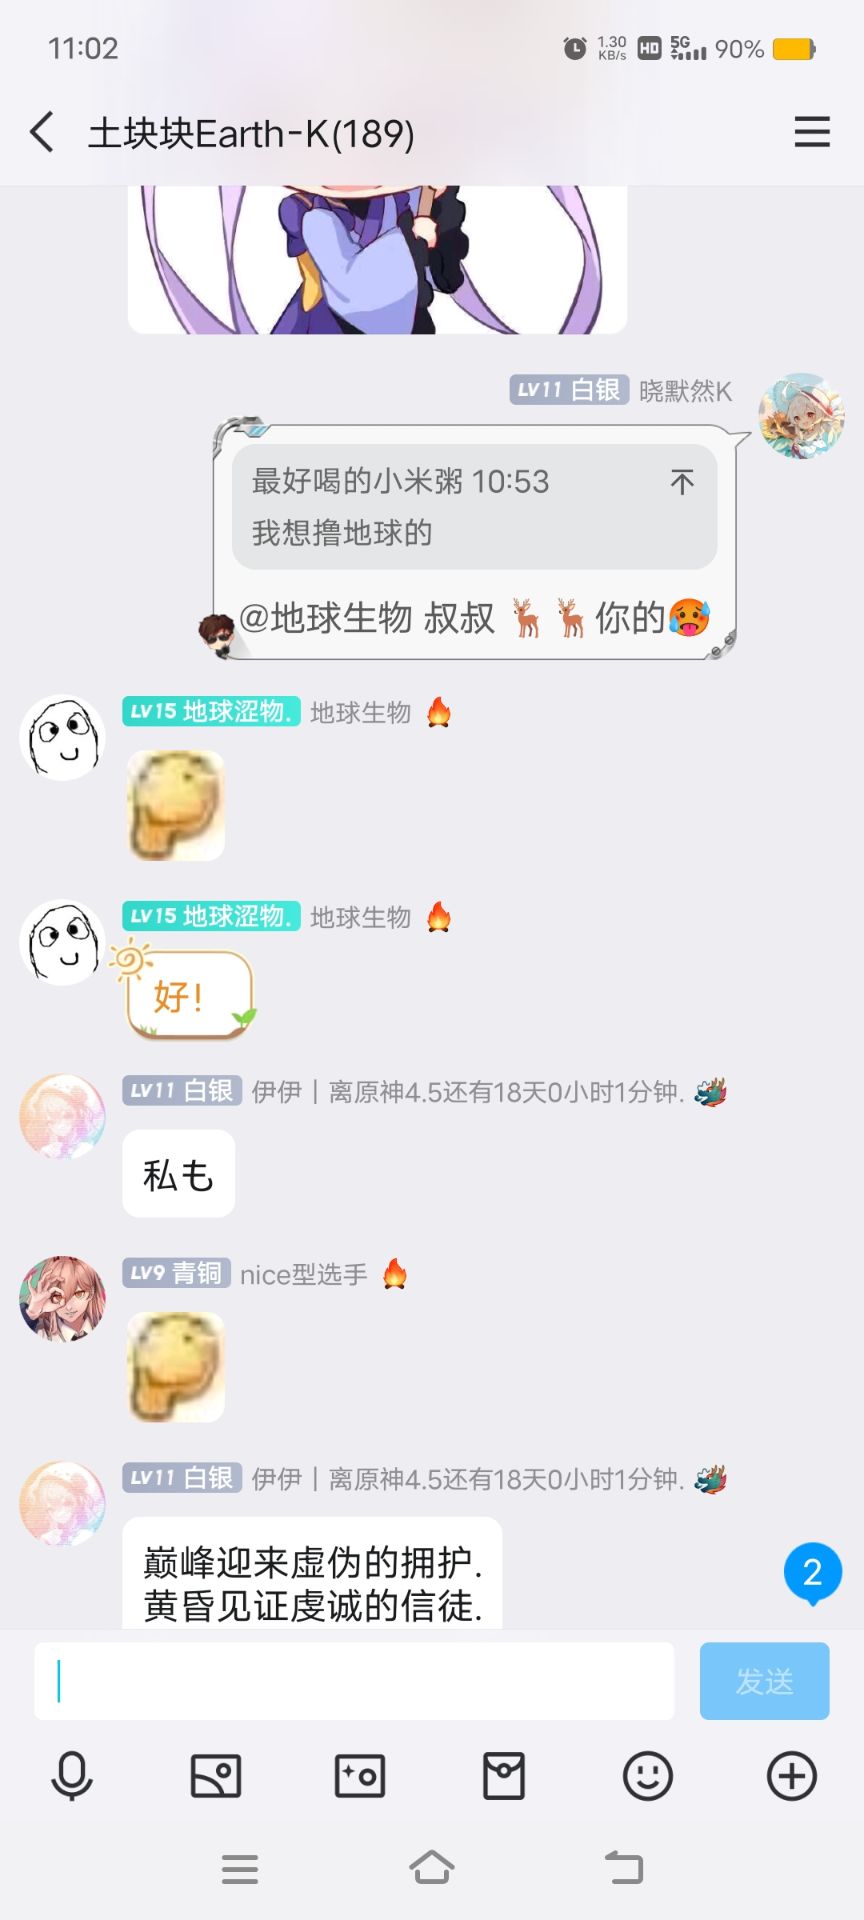 11:02
1.30 KB/s HD 5G 90%
土块块Earth-K(189)
LV11 白银 晓默然K
最好喝的小米粥 10:53
我想撸地球的
@地球生物 叔叔 🦌 🦌 你的🥵
LV15 地球涩物. 地球生物 🔥
LV15 地球涩物. 地球生物 🔥
好!
LV11 白银 伊伊｜离原神4.5还有18天0小时1分钟. 🐉
私も
LV9 青铜 nice型选手 🔥
LV11 白银 伊伊｜离原神4.5还有18天0小时1分钟. 🐉
巅峰迎来虚伪的拥护.
黄昏见证虔诚的信徒.
2
发送